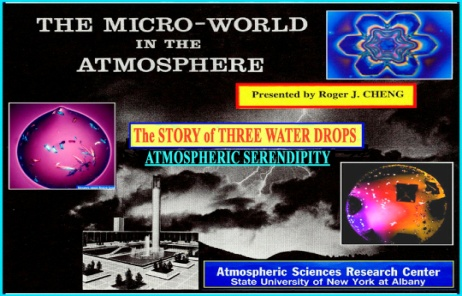 THE MICRO-WORLD
IN THE
ATMOSPHERE
Presented by Roger J. CHENG
The STORY of THREE WATER DROPS
ATMOSPHERIC SERENDIPITY
Atmospheric Sciences Research Center
State University of New York at Albany